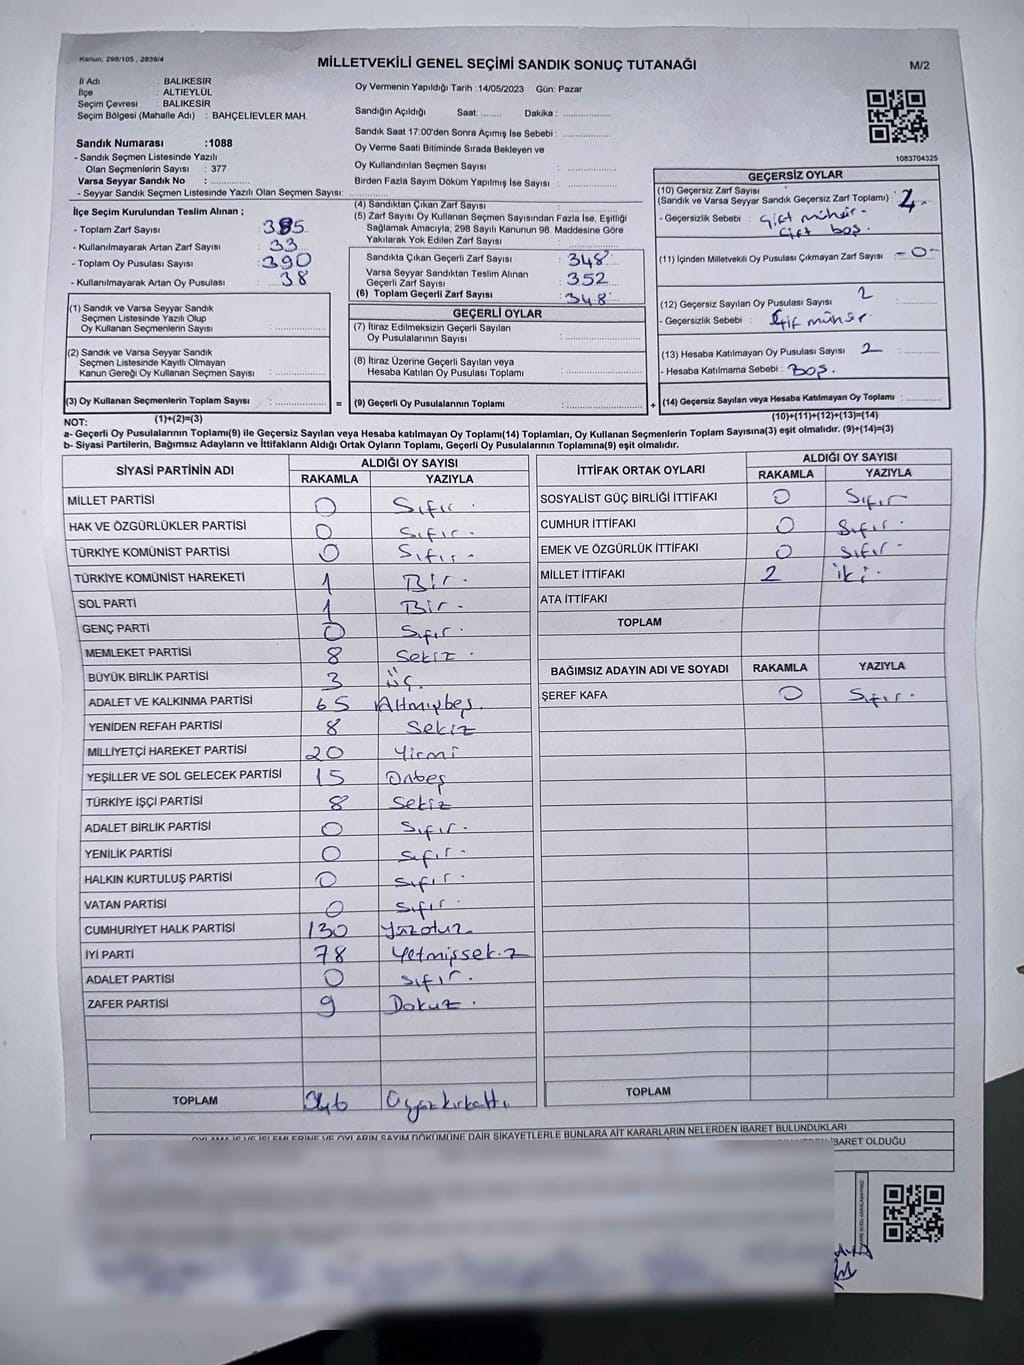 Kanun, 298/105 , 2839/4
MİLLETVEKİLİ GENEL SEÇİMİ SANDIK SONUÇ TUTANAĞI
M/2
İl Adı : BALIKESİR
İlçe : ALTIEYLÜL
Seçim Çevresi : BALIKESİR
Seçim Bölgesi (Mahalle Adı) : BAHÇELİEVLER MAH.
Sandık Numarası :1088
- Sandık Seçmen Listesinde Yazılı
Olan Seçmenlerin Sayısı : 377
Varsa Seyyar Sandık No :
- Seyyar Sandık Seçmen Listesinde Yazılı Olan Seçmen Sayısı:
Oy Vermenin Yapıldığı Tarih :14/05/2023 Gün: Pazar
Sandığın Açıldığı Saat: Dakika :
Sandık Saat 17:00'den Sonra Açımış İse Sebebi :
Oy Verme Saati Bitiminde Sırada Bekleyen ve
Oy Kullandırılan Seçmen Sayısı :
Birden Fazla Sayım Döküm Yapılmış İse Sayısı :
1083704325
İlçe Seçim Kurulundan Teslim Alınan ;
- Toplam Zarf Sayısı : 385
- Kullanılmayarak Artan Zarf Sayısı : 33
- Toplam Oy Pusulası Sayısı : 390
- Kullanılmayarak Artan Oy Pusulası : 38
(4) Sandıktan Çıkan Zarf Sayısı :
(5) Zarf Sayısı Oy Kullanan Seçmen Sayısından Fazla İse, Eşitliği
Sağlamak Amacıyla, 298 Sayılı Kanunun 98. Maddesine Göre
Yakılarak Yok Edilen Zarf Sayısı :
Sandıkta Çıkan Geçerli Zarf Sayısı : 348
Varsa Seyyar Sandıktan Teslim Alınan
Geçerli Zarf Sayısı : 352
(6) Toplam Geçerli Zarf Sayısı : 348
GEÇERSİZ OYLAR
(10) Geçersiz Zarf Sayısı
(Sandık ve Varsa Seyyar Sandık Geçersiz Zarf Toplamı) :
- Geçersizlik Sebebi : Çift mühür.
Çift boş.
(11) İçinden Milletvekili Oy Pusulası Çıkmayan Zarf Sayısı -0-
(12) Geçersiz Sayılan Oy Pusulası Sayısı : 2
- Geçersizlik Sebebi : Çift mühür.
(13) Hesaba Katılmayan Oy Pusulası Sayısı 2
- Hesaba Katılmama Sebebi : Boş.
(1) Sandık ve Varsa Seyyar Sandık
Seçmen Listesinde Yazılı Olup
Oy Kullanan Seçmenlerin Sayısı :
(2) Sandık ve Varsa Seyyar Sandık
Seçmen Listesinde Kayıtlı Olmayan
Kanun Gereği Oy Kullanan Seçmen Sayısı :
GEÇERLİ OYLAR
(7) İtiraz Edilmeksizin Geçerli Sayılan
Oy Pusulalarının Sayısı :
(8) İtiraz Üzerine Geçerli Sayılan veya
Hesaba Katılan Oy Pusulası Toplamı :
(3) Oy Kullanan Seçmenlerin Toplam Sayısı : = (9) Geçerli Oy Pusulalarının Toplamı : + (14) Geçersiz Sayılan veya Hesaba Katılmayan Oy Toplamı :
NOT: (1)+(2)=(3) (10)+(11)+(12)+(13)=(14)
a- Geçerli Oy Pusulalarının Toplamı(9) ile Geçersiz Sayılan veya Hesaba katılmayan Oy Toplamı(14) Toplamları, Oy Kullanan Seçmenlerin Toplam Sayısına(3) eşit olmalıdır. (9)+(14)=(3)
b- Siyasi Partilerin, Bağımsız Adayların ve İttifakların Aldığı Ortak Oyların Toplamı, Geçerli Oy Pusulalarının Toplamına(9) eşit olmalıdır.
SİYASİ PARTİNİN ADI ALDIĞI OY SAYISI
RAKAMLA YAZIYLA
MİLLET PARTİSİ 0 Sıfır.
HAK VE ÖZGÜRLÜKLER PARTİSİ 0 Sıfır.
TÜRKİYE KOMÜNİST PARTİSİ 0 Sıfır.
TÜRKİYE KOMÜNİST HAREKETİ 1 Bir.
SOL PARTİ 1 Bir.
GENÇ PARTİ 0 Sıfır.
MEMLEKET PARTİSİ 8 Sekiz.
BÜYÜK BİRLİK PARTİSİ 3 Üç.
ADALET VE KALKINMA PARTİSİ 65 Altmışbeş.
YENİDEN REFAH PARTİSİ 8 Sekiz
MİLLİYETÇİ HAREKET PARTİSİ 20 Yirmi
YEŞİLLER VE SOL GELECEK PARTİSİ 15 Onbeş
TÜRKİYE İŞÇİ PARTİSİ 8 Sekiz
ADALET BİRLİK PARTİSİ 0 Sıfır.
YENİLİK PARTİSİ 0 Sıfır.
HALKIN KURTULUŞ PARTİSİ 0 Sıfır.
VATAN PARTİSİ 0 Sıfır.
CUMHURİYET HALK PARTİSİ 130 Yüzotuz
İYİ PARTİ 78 Yetmişsekiz
ADALET PARTİSİ 0 Sıfır.
ZAFER PARTİSİ 9 Dokuz.
TOPLAM 346 Üçyüzkırkaltı
İTTİFAK ORTAK OYLARI ALDIĞI OY SAYISI
RAKAMLA YAZIYLA
SOSYALİST GÜÇ BİRLİĞİ İTTİFAKI 0 Sıfır
CUMHUR İTTİFAKI 0 Sıfır.
EMEK VE ÖZGÜRLÜK İTTİFAKI 0 Sıfır.
MİLLET İTTİFAKI 2 İki.
ATA İTTİFAKI
TOPLAM
BAĞIMSIZ ADAYIN ADI VE SOYADI RAKAMLA YAZIYLA
ŞEREF KAFA 0 Sıfır.
TOPLAM
OYLAMA İŞ VE İŞLEMLERİNE VE OYLARIN SAYIM DÖKÜMÜNE DAİR ŞİKAYETLERLE BUNLARA AİT KARARLARIN NELERDEN İBARET BULUNDUKLARI
İBARET OLDUĞU